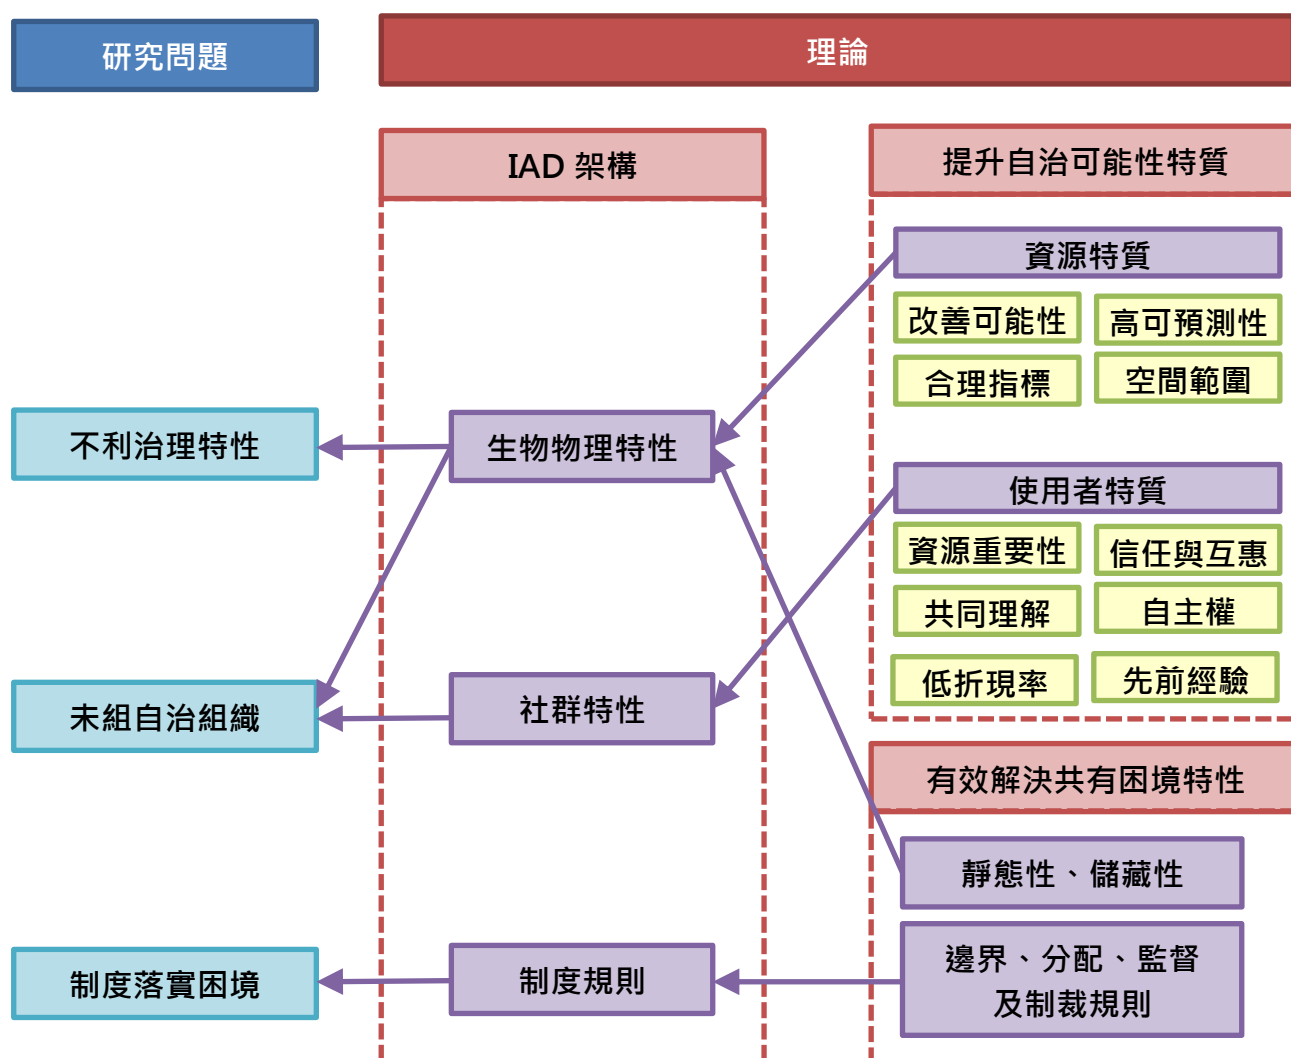 研究問題
理論
IAD 架構
提升自治可能性特質
資源特質
改善可能性
高可預測性
合理指標
空間範圍
不利治理特性
生物物理特性
使用者特質
資源重要性
信任與互惠
共同理解
自主權
低折現率
先前經驗
未組自治組織
社群特性
有效解決共有困境特性
靜態性、儲藏性
制度落實困境
制度規則
邊界、分配、監督
及制裁規則